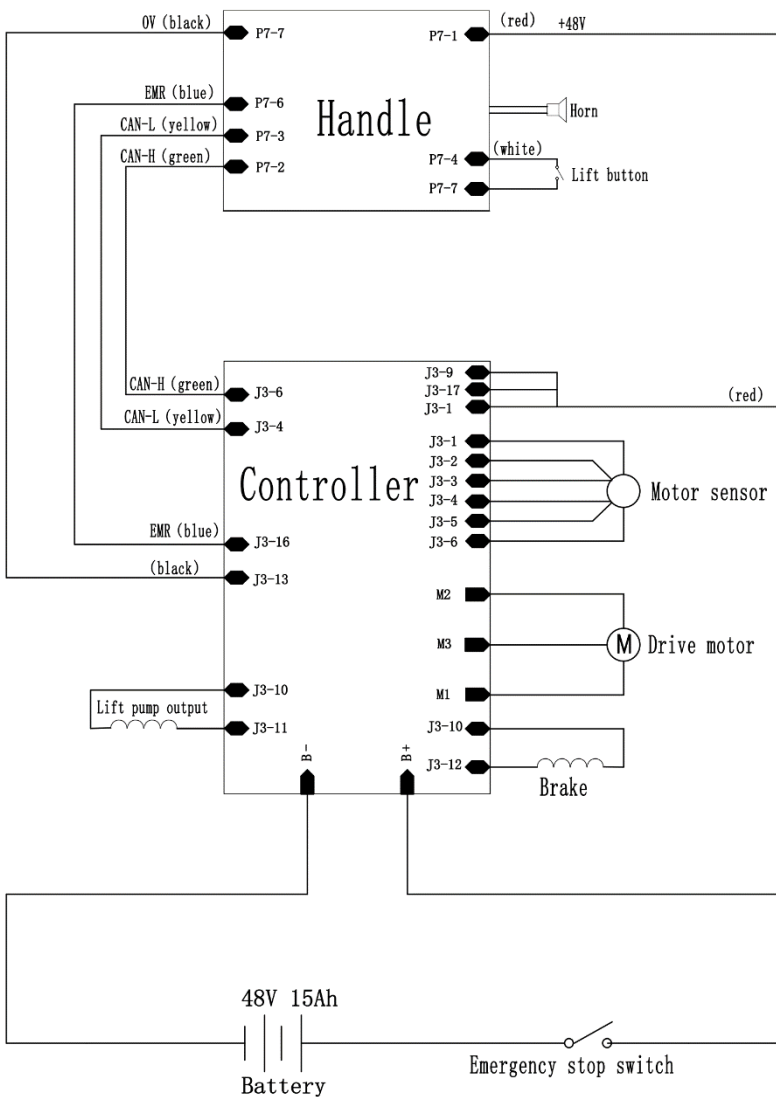 0V (black)
P7-7
P7-1
(red)
+48V
EMR (blue)
P7-6
CAN-L (yellow)
P7-3
CAN-H (green)
P7-2
Handle
Horn
P7-4
(white)
P7-7
Lift button
J3-9
J3-17
J3-1
(red)
CAN-H (green)
J3-6
CAN-L (yellow)
J3-4
Controller
J3-1
J3-2
J3-3
J3-4
J3-5
J3-6
Motor sensor
EMR (blue)
J3-16
(black)
J3-13
M2
M3
M
Drive motor
M1
J3-10
Lift pump output
J3-11
J3-10
J3-12
Brake
B-
B+
48V 15Ah
Battery
Emergency stop switch